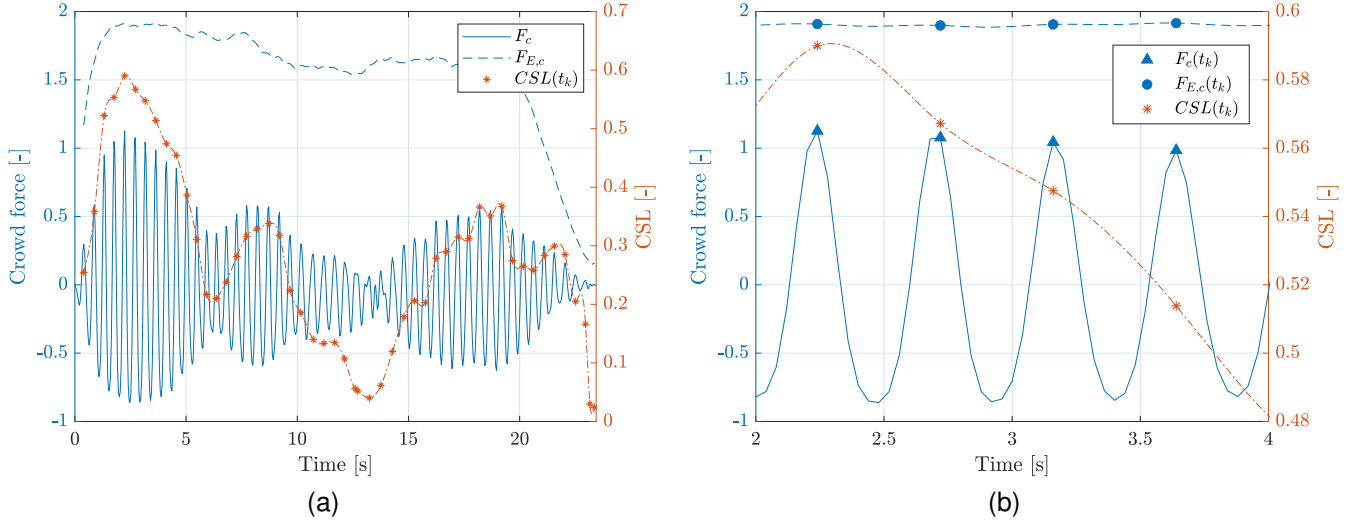 2
1.5
1
0.5
0
-0.5
-1
Crowd force [-]
0
5
10
15
20
Time [s]
0.7
0.6
0.5
0.4
0.3
0.2
0.1
0
CSL [-]
F_c
F_{E,c}
CSL(t_k)
(a)
2
1.5
1
0.5
0
-0.5
-1
Crowd force [-]
2
2.5
3
3.5
4
Time [s]
0.6
0.58
0.56
0.54
0.52
0.5
0.48
CSL [-]
F_c(t_k)
F_{E,c}(t_k)
CSL(t_k)
(b)